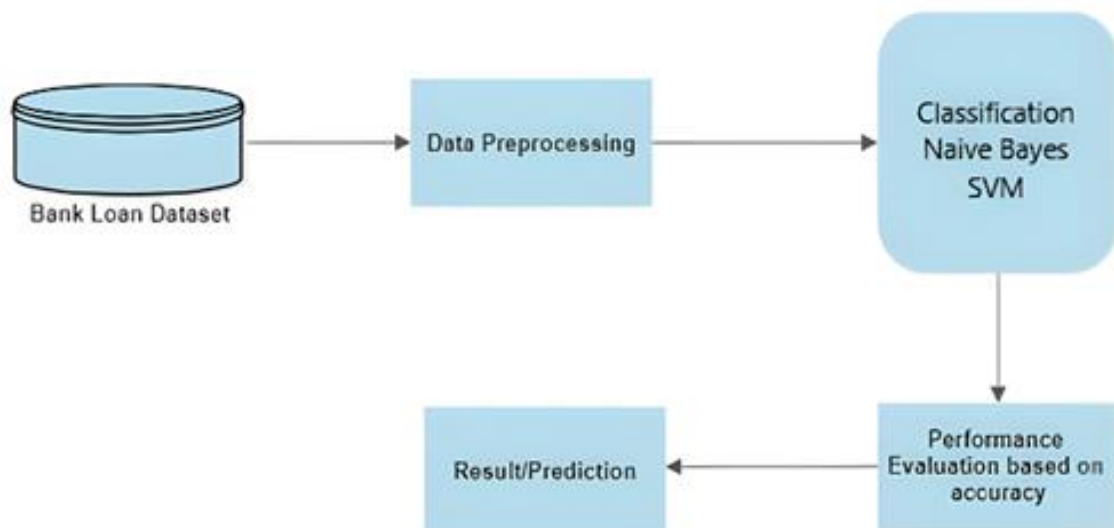 Bank Loan Dataset
Data Preprocessing
Classification
Naive Bayes
SVM
Performance
Evaluation based on
accuracy
Result/Prediction